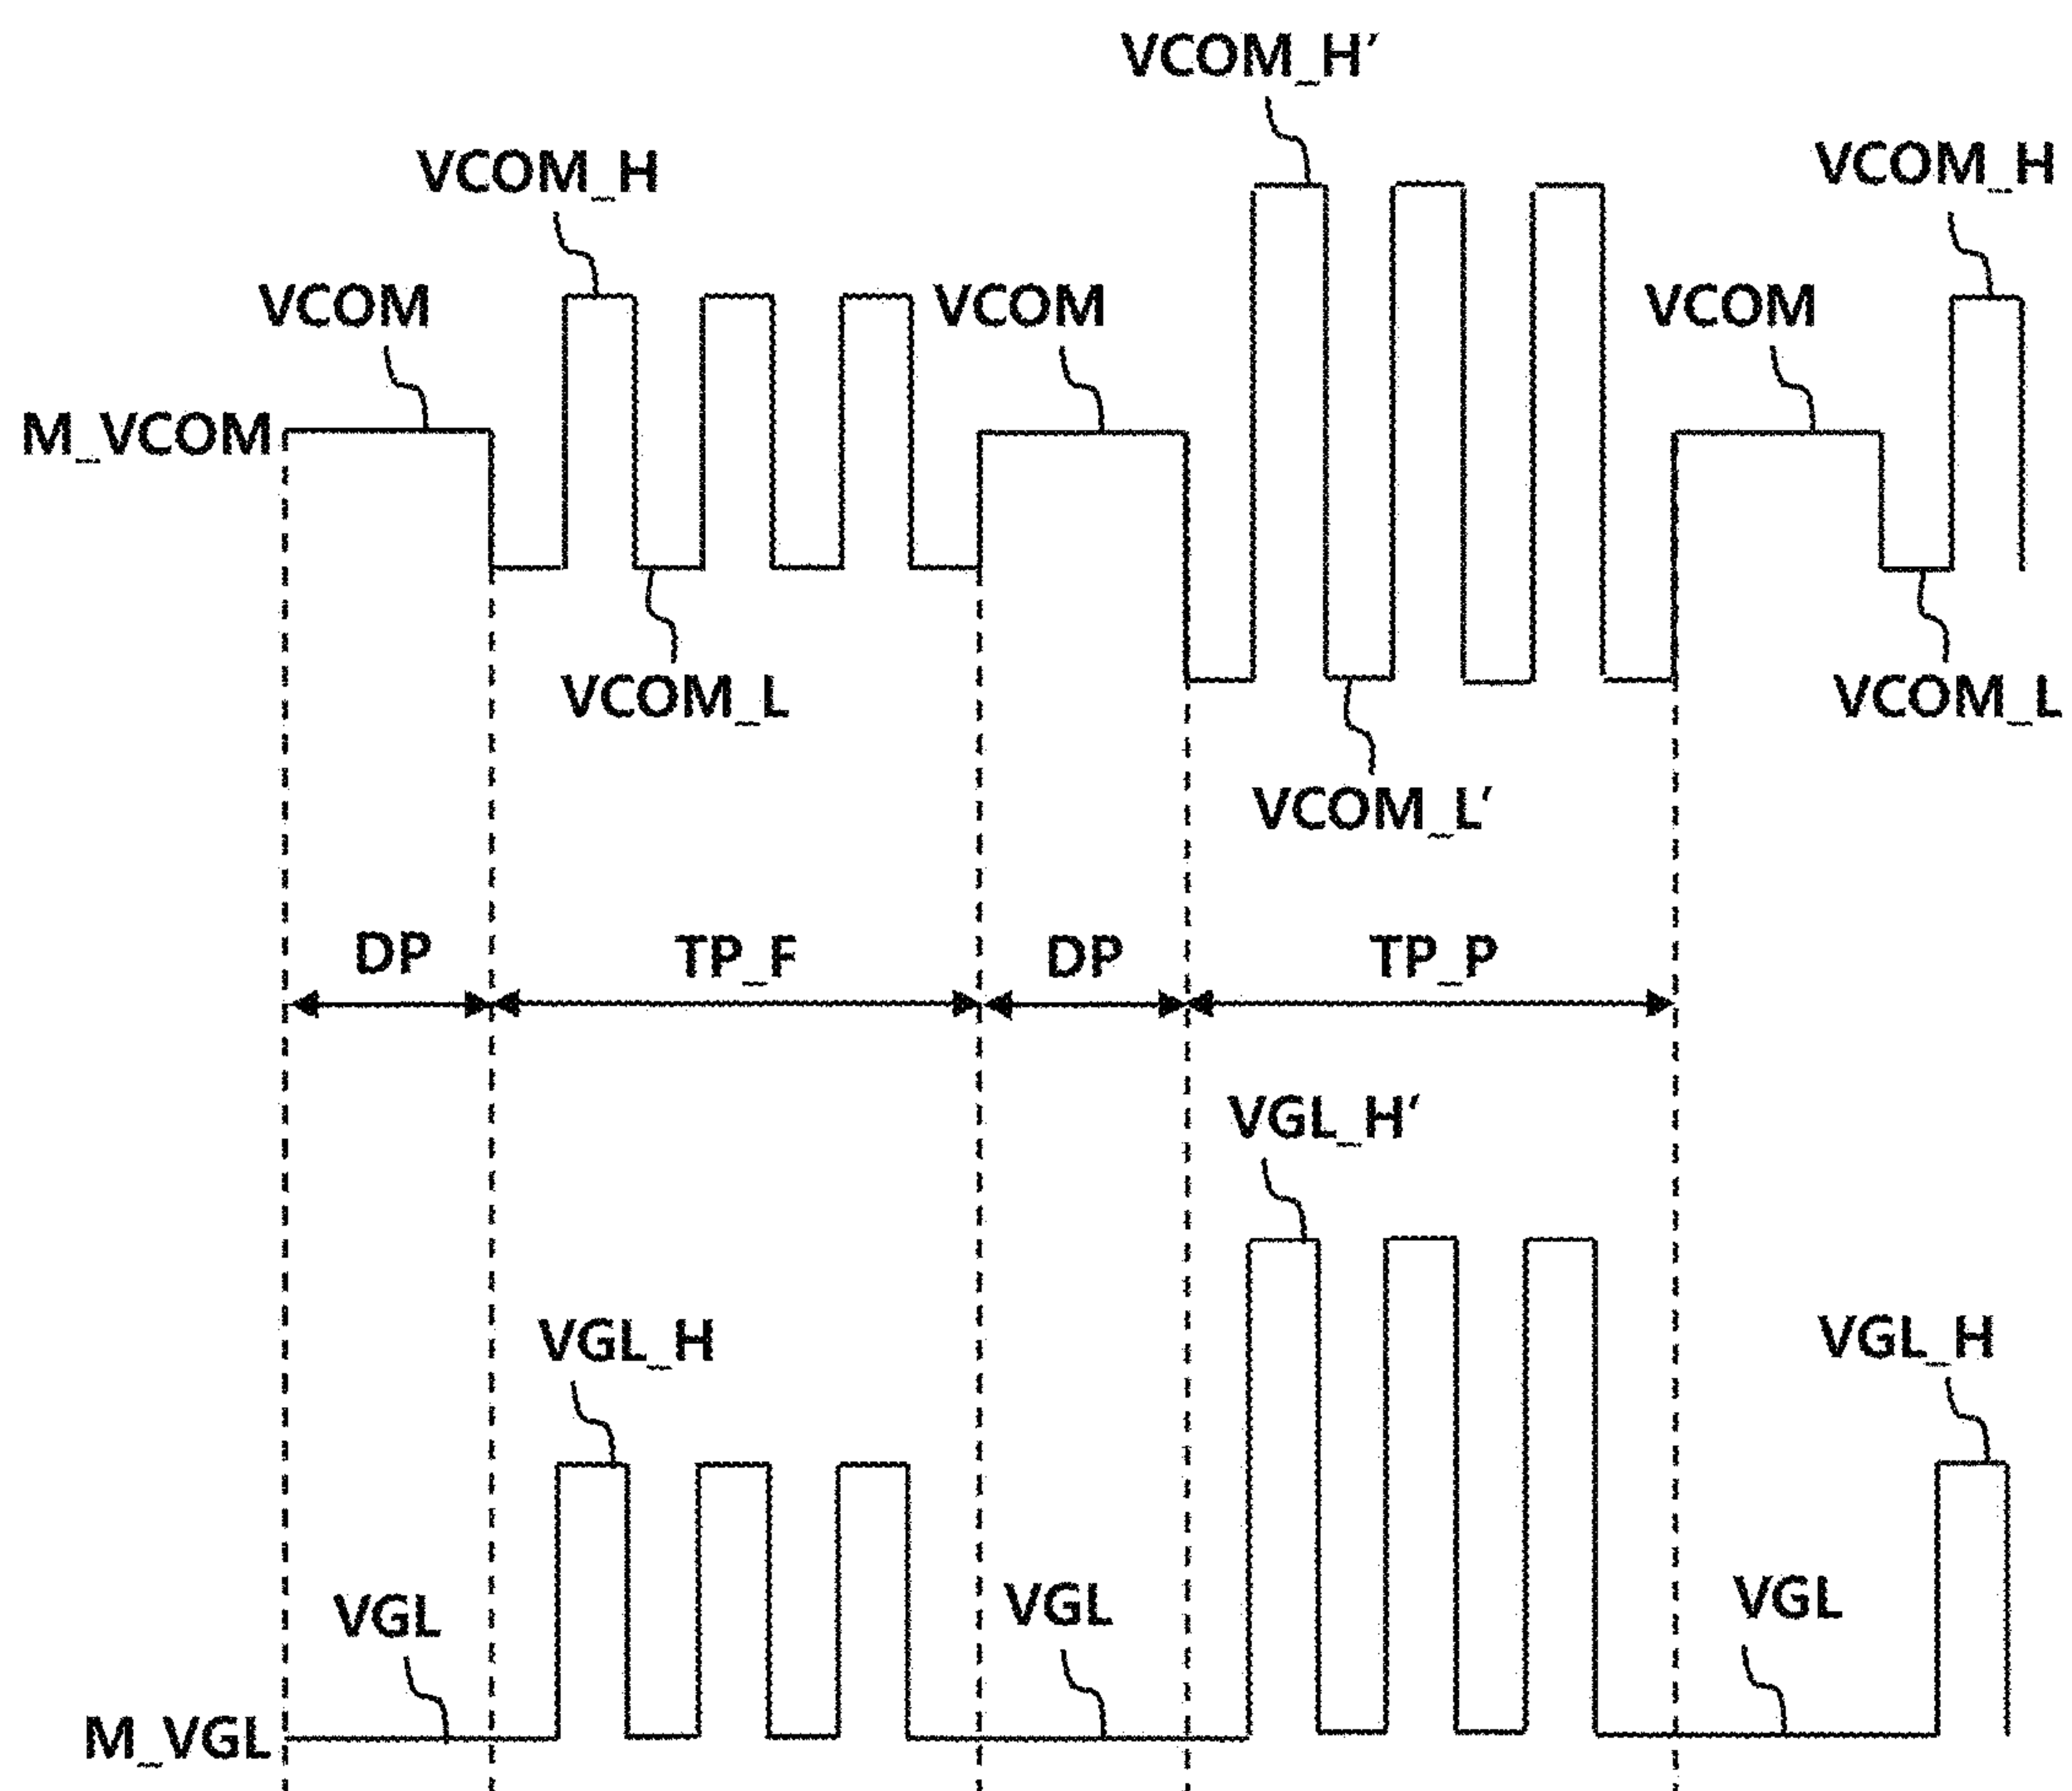 VCOM_H′
VCOM_H
VCOM_H
VCOM
VCOM
VCOM
M_VCOM
VCOM_L
VCOM_L
VCOM_L′
DP
TP_F
DP
TP_P
VGL_H′
VGL_H
VGL_H
VGL
VGL
VGL
M_VGL